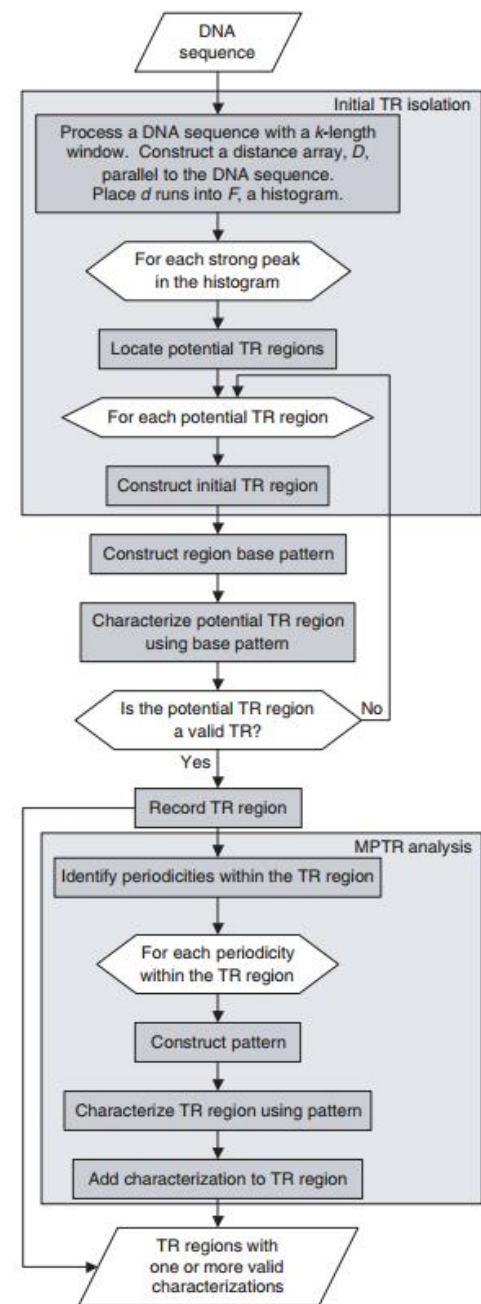 DNA
sequence
Initial TR isolation
Process a DNA sequence with a k-length
window. Construct a distance array, D,
parallel to the DNA sequence.
Place d runs into F, a histogram.
For each strong peak
in the histogram
Locate potential TR regions
For each potential TR region
Construct initial TR region
Construct region base pattern
Characterize potential TR region
using base pattern
Is the potential TR region
a valid TR?
No
Yes
Record TR region
MPTR analysis
Identify periodicities within the TR region
For each periodicity
within the TR region
Construct pattern
Characterize TR region using pattern
Add characterization to TR region
TR regions with
one or more valid
characterizations